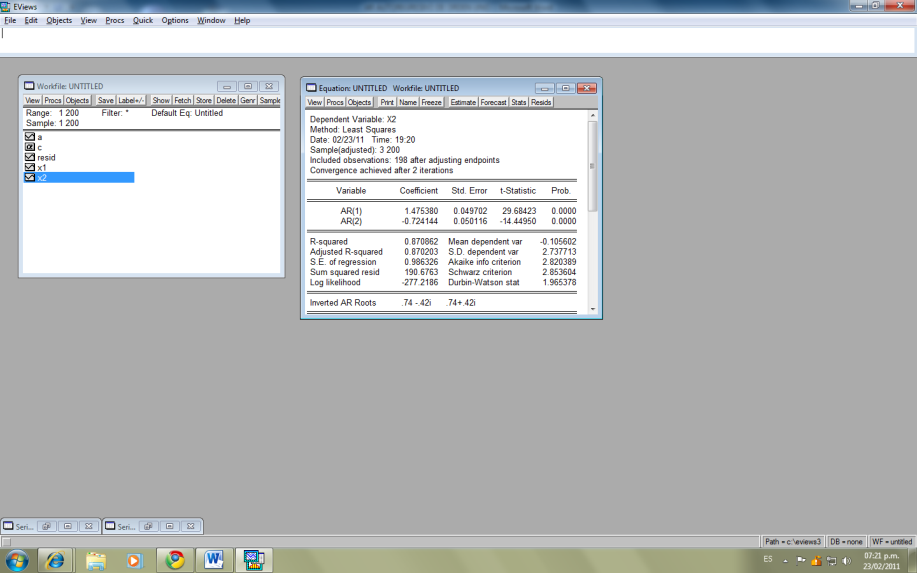 EViews
File Edit Objects View Procs Quick Options Window Help
Workfile: UNTITLED
View Procs Objects Save Label+/- Show Fetch Store Delete Genr Sample
Range: 1 200 Filter: * Default Eq: Untitled
Sample: 1 200
a
c
resid
x1
x2
Equation: UNTITLED Workfile: UNTITLED
View Procs Objects Print Name Freeze Estimate Forecast Stats Resids
Dependent Variable: X2
Method: Least Squares
Date: 02/23/11 Time: 19:20
Sample(adjusted): 3 200
Included observations: 198 after adjusting endpoints
Convergence achieved after 2 iterations
Variable Coefficient Std. Error t-Statistic Prob.
AR(1) 1.475380 0.049702 29.68423 0.0000
AR(2) -0.724144 0.050116 -14.44950 0.0000
R-squared 0.870862 Mean dependent var -0.105602
Adjusted R-squared 0.870203 S.D. dependent var 2.737713
S.E. of regression 0.986326 Akaike info criterion 2.820389
Sum squared resid 190.6763 Schwarz criterion 2.853604
Log likelihood -277.2186 Durbin-Watson stat 1.965378
Inverted AR Roots .74 -.42i .74+.42i
Seri... Seri...
Path = c:\eviews3 DB = none WF = untitled
ES 07:21 p.m.
23/02/2011